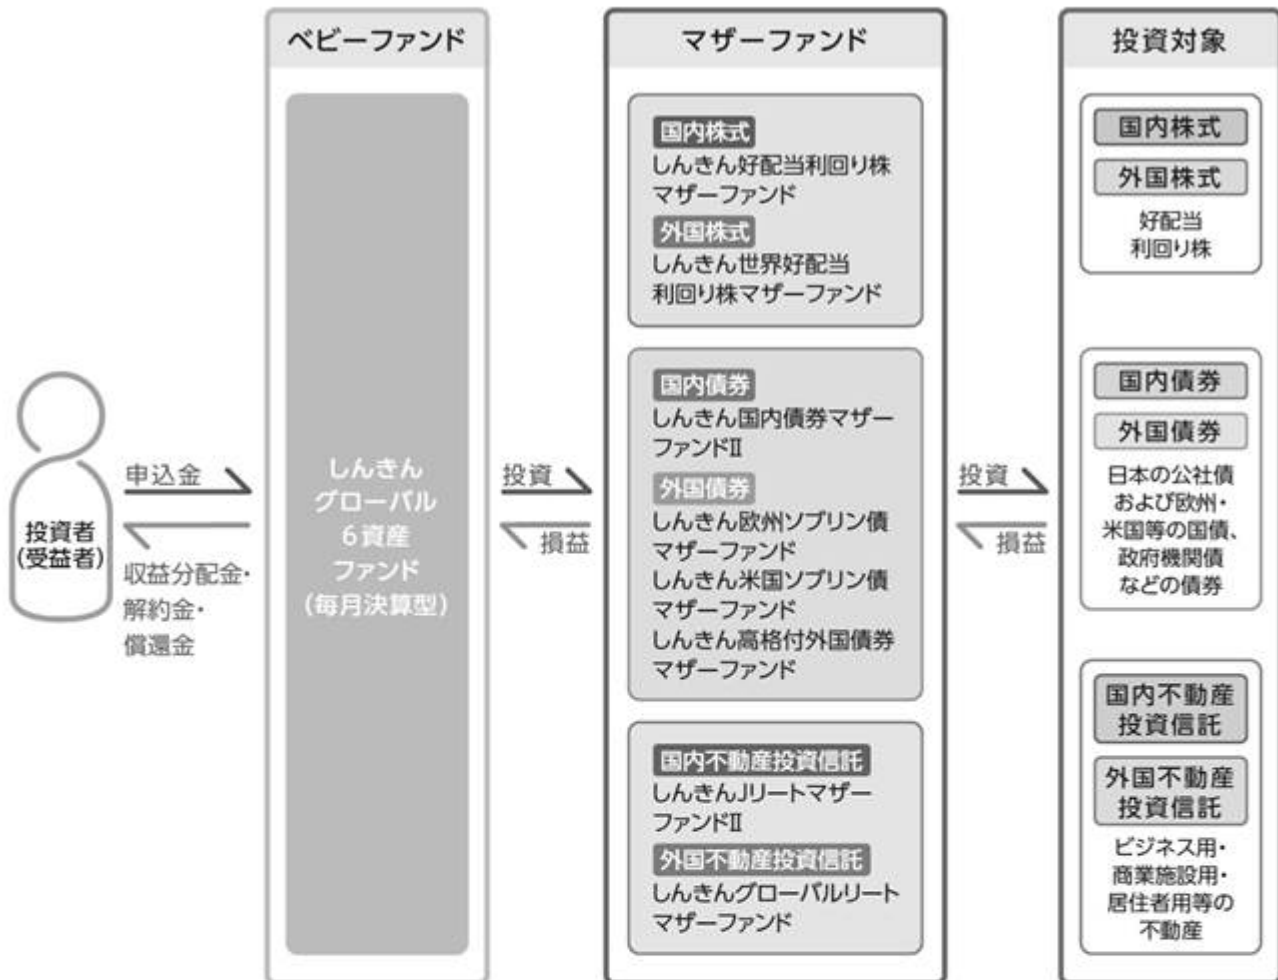 投資者
(受益者)
申込金
収益分配金・
解約金・
償還金
ベビーファンド
しんきん
グローバル
6資産
ファンド
(毎月決算型)
投資
損益
マザーファンド
国内株式
しんきん好配当利回り株
マザーファンド
外国株式
しんきん世界好配当
利回り株マザーファンド
国内債券
しんきん国内債券マザー
ファンドⅡ
外国債券
しんきん欧州ソブリン債
マザーファンド
しんきん米国ソブリン債
マザーファンド
しんきん高格付外国債券
マザーファンド
国内不動産投資信託
しんきんJリートマザー
ファンドⅡ
外国不動産投資信託
しんきんグローバルリート
マザーファンド
投資
損益
投資対象
国内株式
外国株式
好配当
利回り株
国内債券
外国債券
日本の公社債
および欧州・
米国等の国債、
政府機関債
などの債券
国内不動産
投資信託
外国不動産
投資信託
ビジネス用・
商業施設用・
居住者用等の
不動産